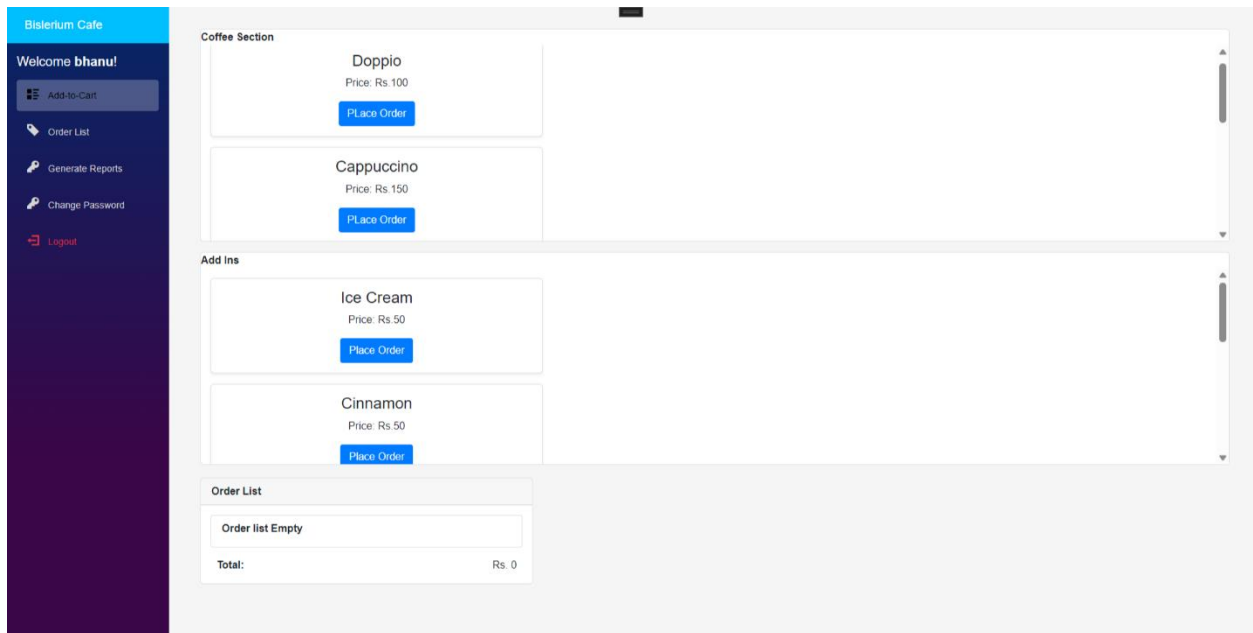 Bislerium Cafe
Welcome bhanu!
Add-to-Cart
Order List
Generate Reports
Change Password
Logout
Coffee Section
Doppio
Price: Rs.100
PLace Order
Cappuccino
Price: Rs.150
PLace Order
Add Ins
Ice Cream
Price: Rs.50
Place Order
Cinnamon
Price: Rs.50
Place Order
Order List
Order list Empty
Total: Rs. 0